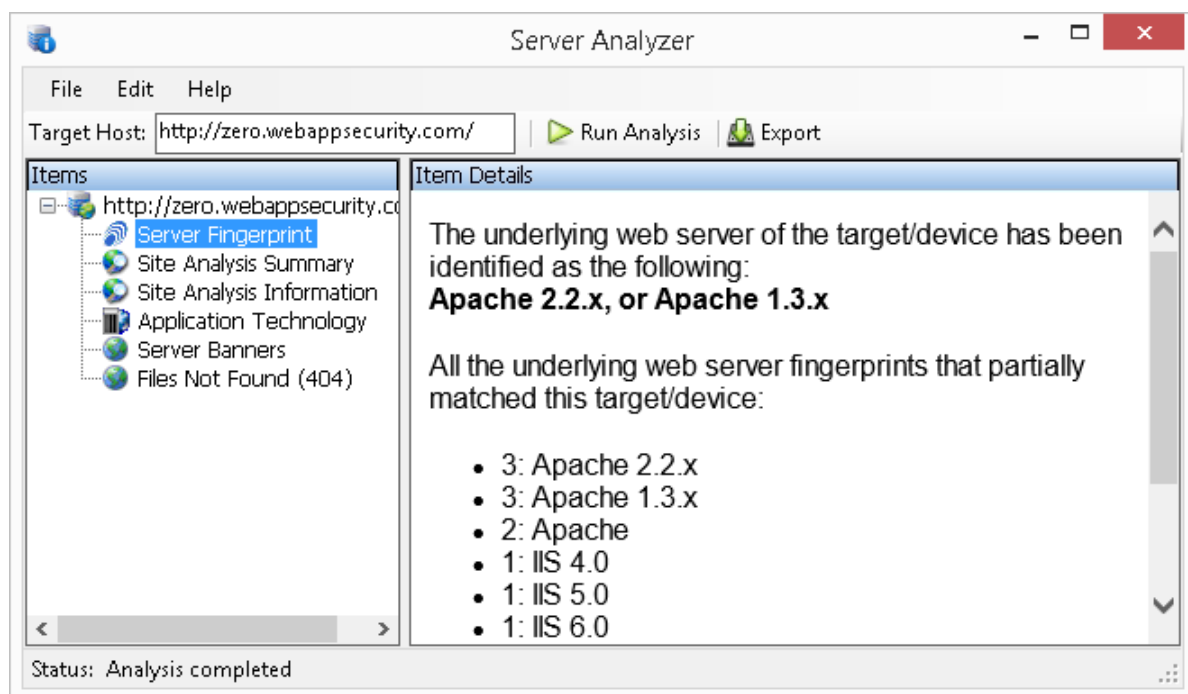 Server Analyzer
File Edit Help
Target Host: http://zero.webappsecurity.com/ Run Analysis Export
Items
http://zero.webappsecurity.co
Server Fingerprint
Site Analysis Summary
Site Analysis Information
Application Technology
Server Banners
Files Not Found (404)
Item Details
The underlying web server of the target/device has been
identified as the following:
Apache 2.2.x, or Apache 1.3.x
All the underlying web server fingerprints that partially
matched this target/device:
• 3: Apache 2.2.x
• 3: Apache 1.3.x
• 2: Apache
• 1: IIS 4.0
• 1: IIS 5.0
• 1: IIS 6.0
Status: Analysis completed